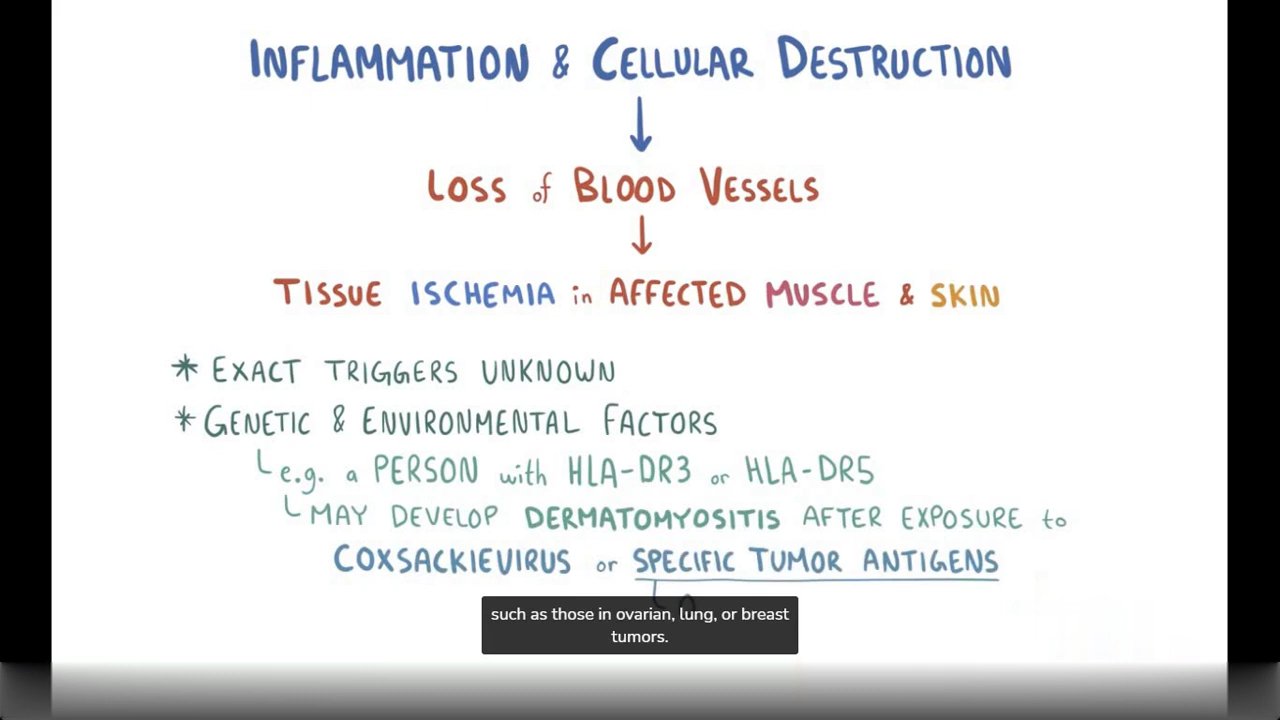 INFLAMMATION & CELLULAR DESTRUCTION
LOSS of BLOOD VESSELS
TISSUE ISCHEMIA in AFFECTED MUSCLE & SKIN
* EXACT TRIGGERS UNKNOWN
* GENETIC & ENVIRONMENTAL FACTORS
e.g. a PERSON with HLA-DR3 or HLA-DR5
MAY DEVELOP DERMATOMYOSITIS AFTER EXPOSURE to
COXSACKIEVIRUS or SPECIFIC TUMOR ANTIGENS
such as those in ovarian, lung, or breast
tumors.